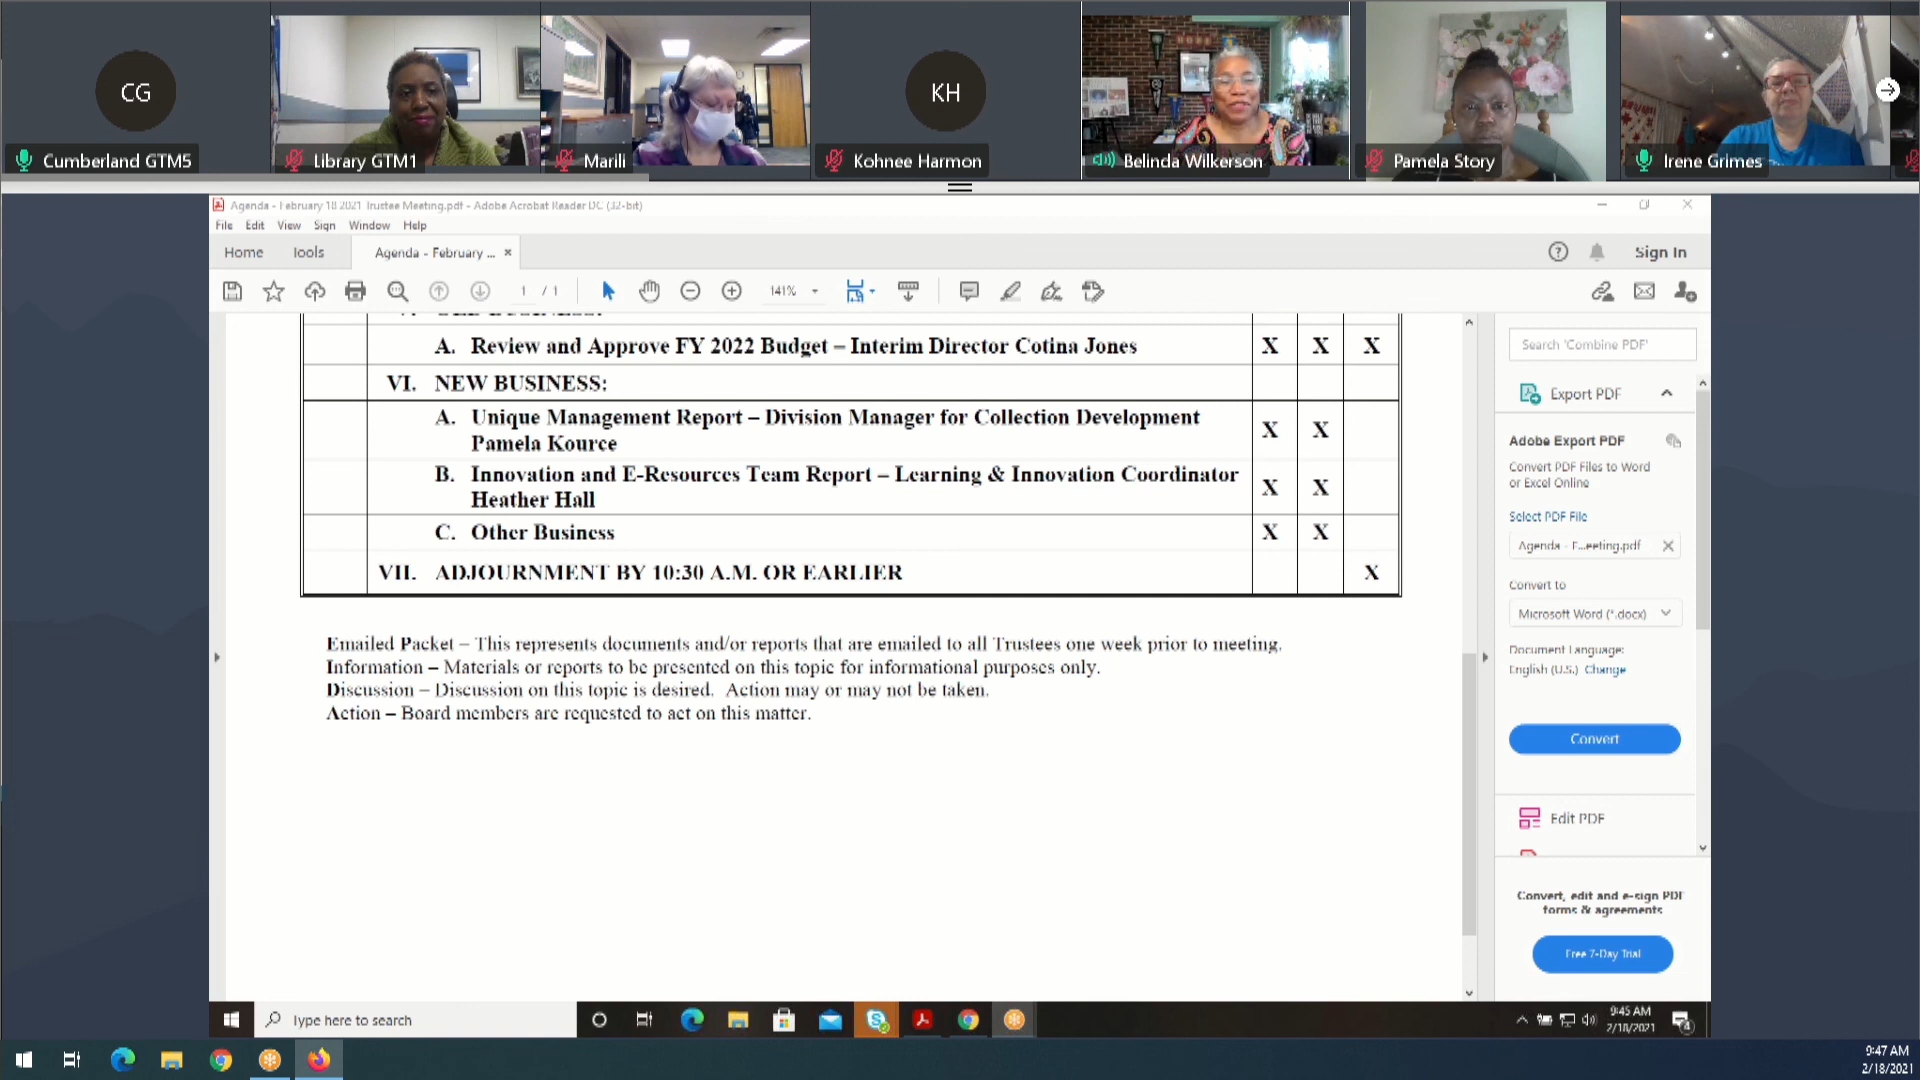 CG
KH
Cumberland GTM5
Library GTM1
Marili
Kohnee Harmon
Belinda Wilkerson
Pamela Story
Irene Grimes
Agenda - February 18 2021 Trustee Meeting.pdf - Adobe Acrobat Reader DC (32-bit)
File Edit View Sign Window Help
Home Tools Agenda - February ... ×
Sign In
1 / 1
141%
A. Review and Approve FY 2022 Budget – Interim Director Cotina Jones X X X
VI. NEW BUSINESS:
A. Unique Management Report – Division Manager for Collection Development
Pamela Kource X X
B. Innovation and E-Resources Team Report – Learning & Innovation Coordinator
Heather Hall X X
C. Other Business X X
VII. ADJOURNMENT BY 10:30 A.M. OR EARLIER X
Emailed Packet – This represents documents and/or reports that are emailed to all Trustees one week prior to meeting.
Information – Materials or reports to be presented on this topic for informational purposes only.
Discussion – Discussion on this topic is desired. Action may or may not be taken.
Action – Board members are requested to act on this matter.
Search 'Combine PDF'
Export PDF
Adobe Export PDF
Convert PDF Files to Word
or Excel Online
Select PDF File
Agenda - F...eeting.pdf
Convert to
Microsoft Word (*.docx)
Document Language:
English (U.S.) Change
Convert
Edit PDF
Convert, edit and e-sign PDF
forms & agreements
Free 7-Day Trial
Type here to search
9:45 AM
2/18/2021
4
9:47 AM
2/18/2021